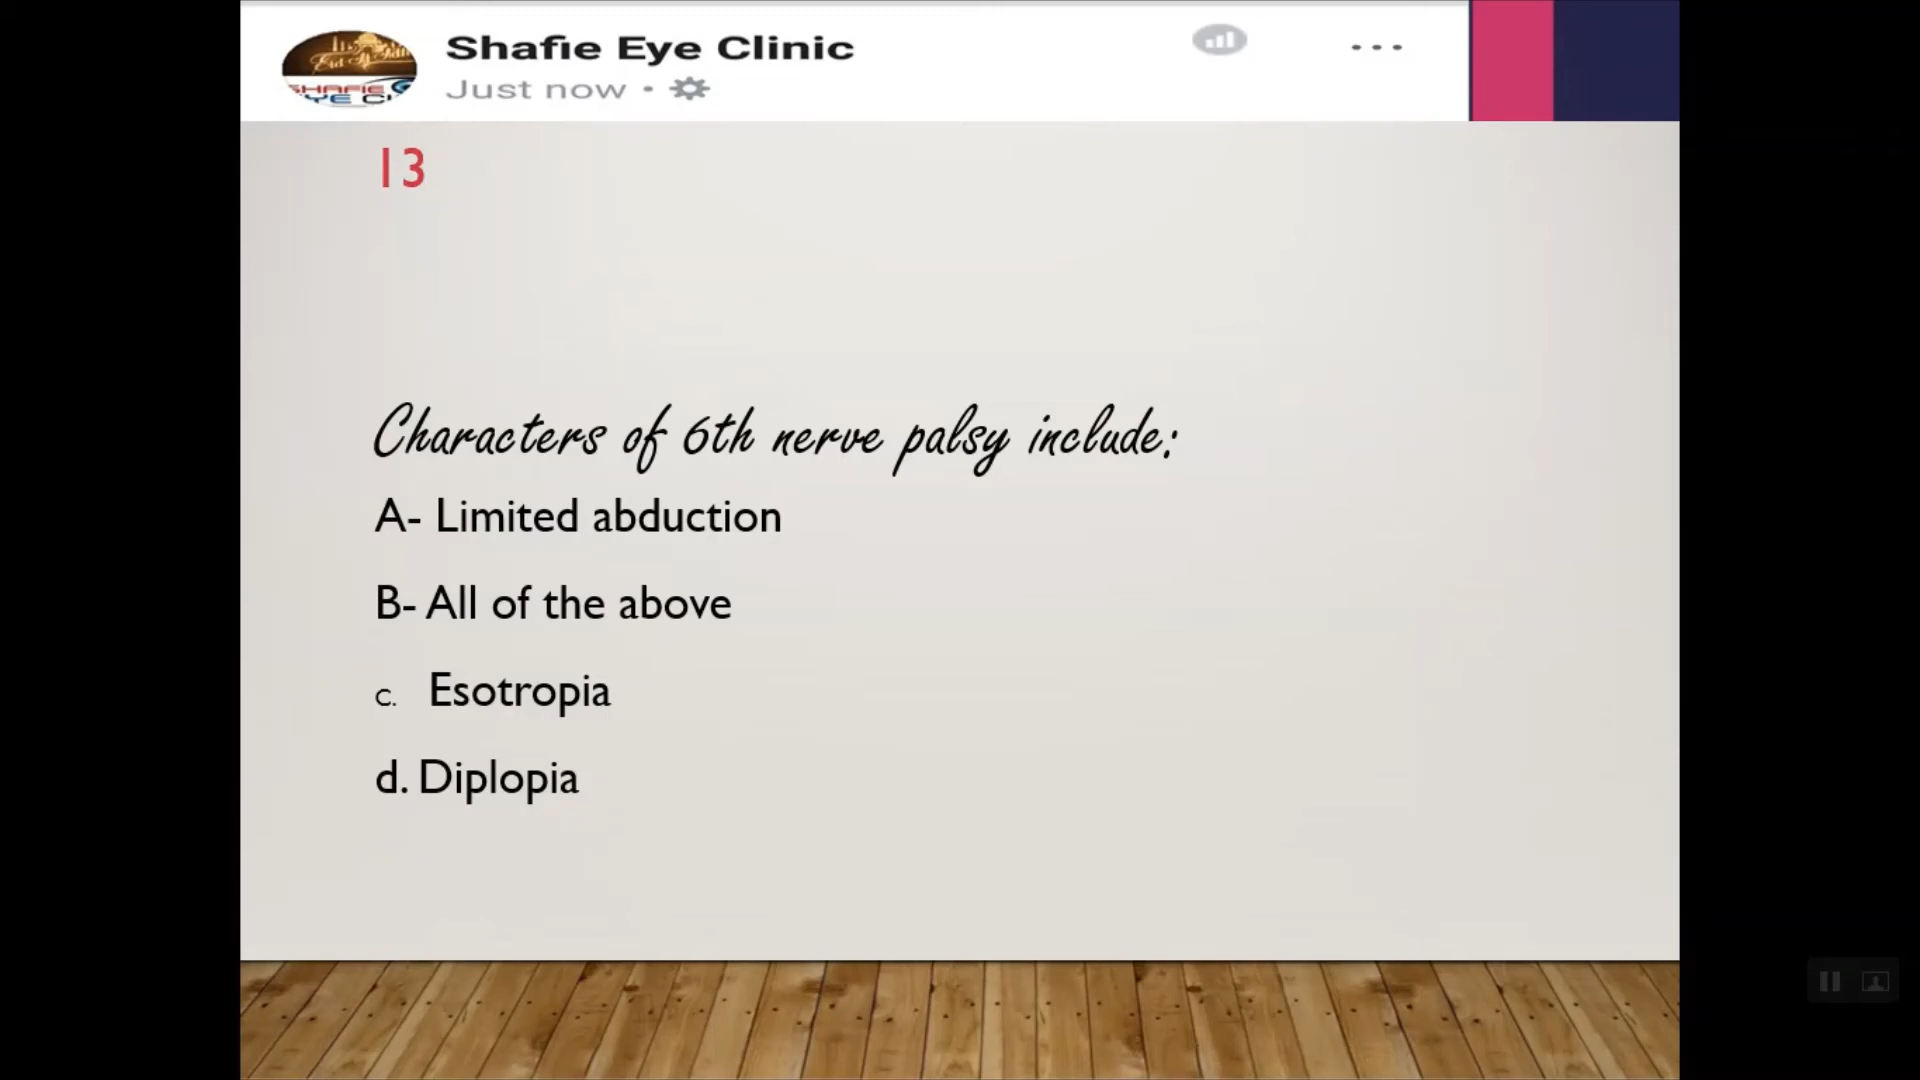 Shafie Eye Clinic
Just now
13
Characters of 6th nerve palsy include:
A- Limited abduction
B- All of the above
c. Esotropia
d. Diplopia